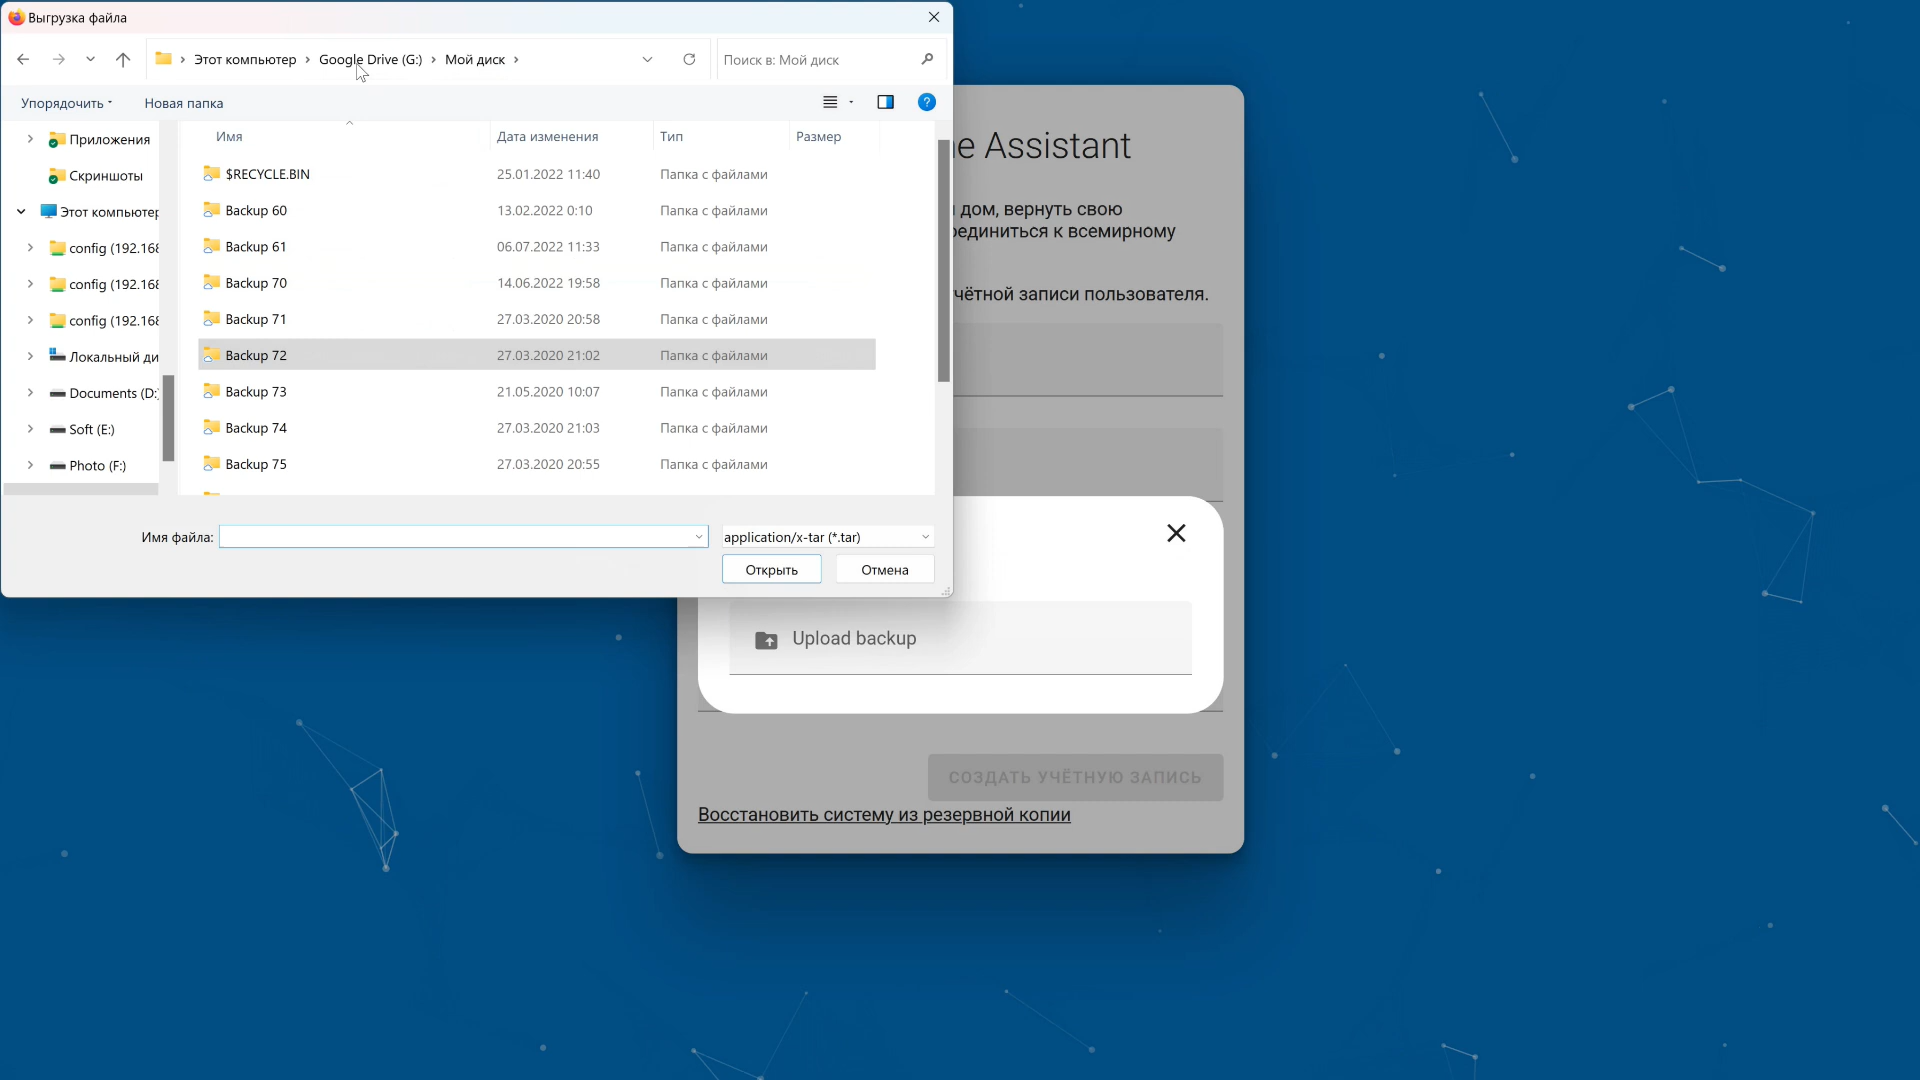 Выгрузка файла
Этот компьютер > Google Drive (G:) > Мой диск >
Поиск в: Мой диск
Упорядочить
Новая папка
?
Приложения
Скриншоты
Этот компьютер
config (192.168
config (192.168
config (192.168
Локальный ди
Documents (D:)
Soft (E:)
Photo (F:)
Имя Дата изменения Тип Размер
$RECYCLE.BIN 25.01.2022 11:40 Папка с файлами
Backup 60 13.02.2022 0:10 Папка с файлами
Backup 61 06.07.2022 11:33 Папка с файлами
Backup 70 14.06.2022 19:58 Папка с файлами
Backup 71 27.03.2020 20:58 Папка с файлами
Backup 72 27.03.2020 21:02 Папка с файлами
Backup 73 21.05.2020 10:07 Папка с файлами
Backup 74 27.03.2020 21:03 Папка с файлами
Backup 75 27.03.2020 20:55 Папка с файлами
Имя файла:
application/x-tar (*.tar)
Открыть
Отмена
e Assistant
дом, вернуть свою
единиться к всемирному
чётной записи пользователя.
Upload backup
СОЗДАТЬ УЧЁТНУЮ ЗАПИСЬ
Восстановить систему из резервной копии